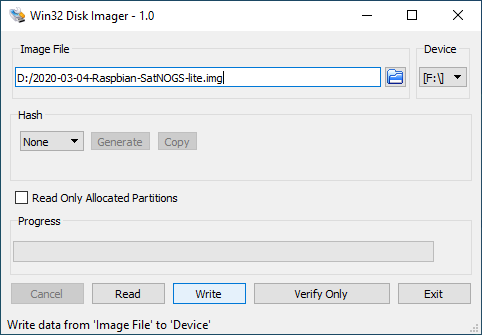 Win32 Disk Imager - 1.0
Image File
Device
D:/2020-03-04-Raspbian-SatNOGS-lite.img
[F:\]
Hash
None
Generate
Copy
Read Only Allocated Partitions
Progress
Cancel
Read
Write
Verify Only
Exit
Write data from 'Image File' to 'Device'